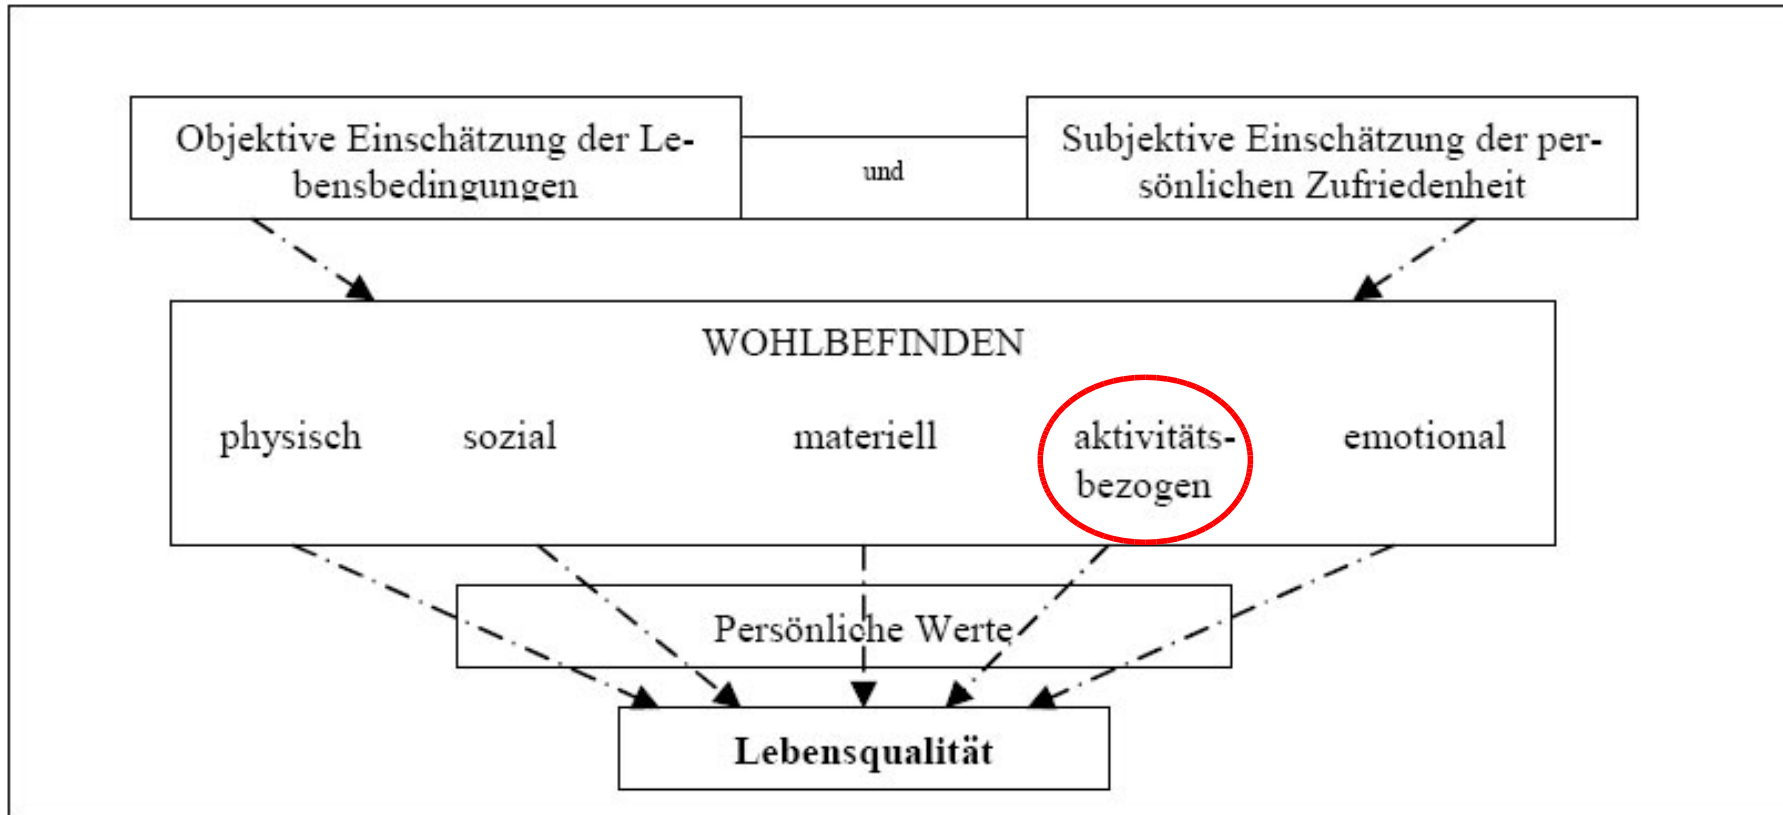 Objektive Einschätzung der Le-
bensbedingungen
und
Subjektive Einschätzung der per-
sönlichen Zufriedenheit
WOHLBEFINDEN
physisch
sozial
materiell
aktivitäts-
bezogen
emotional
Persönliche Werte
Lebensqualität